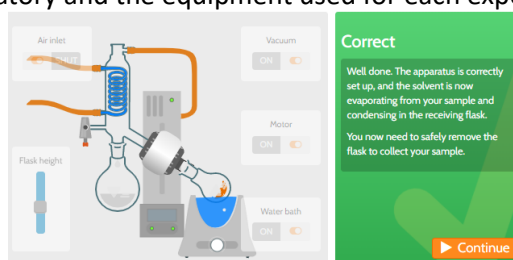 atory and the equipment used for each exp
Air inlet
SHUT
Vacuum
ON
Motor
ON
Flask height
Water bath
ON
Correct
Well done. The apparatus is correctly
set up, and the solvent is now
evaporating from your sample and
condensing in the receiving flask.
You now need to safely remove the
flask to collect your sample.
Continue